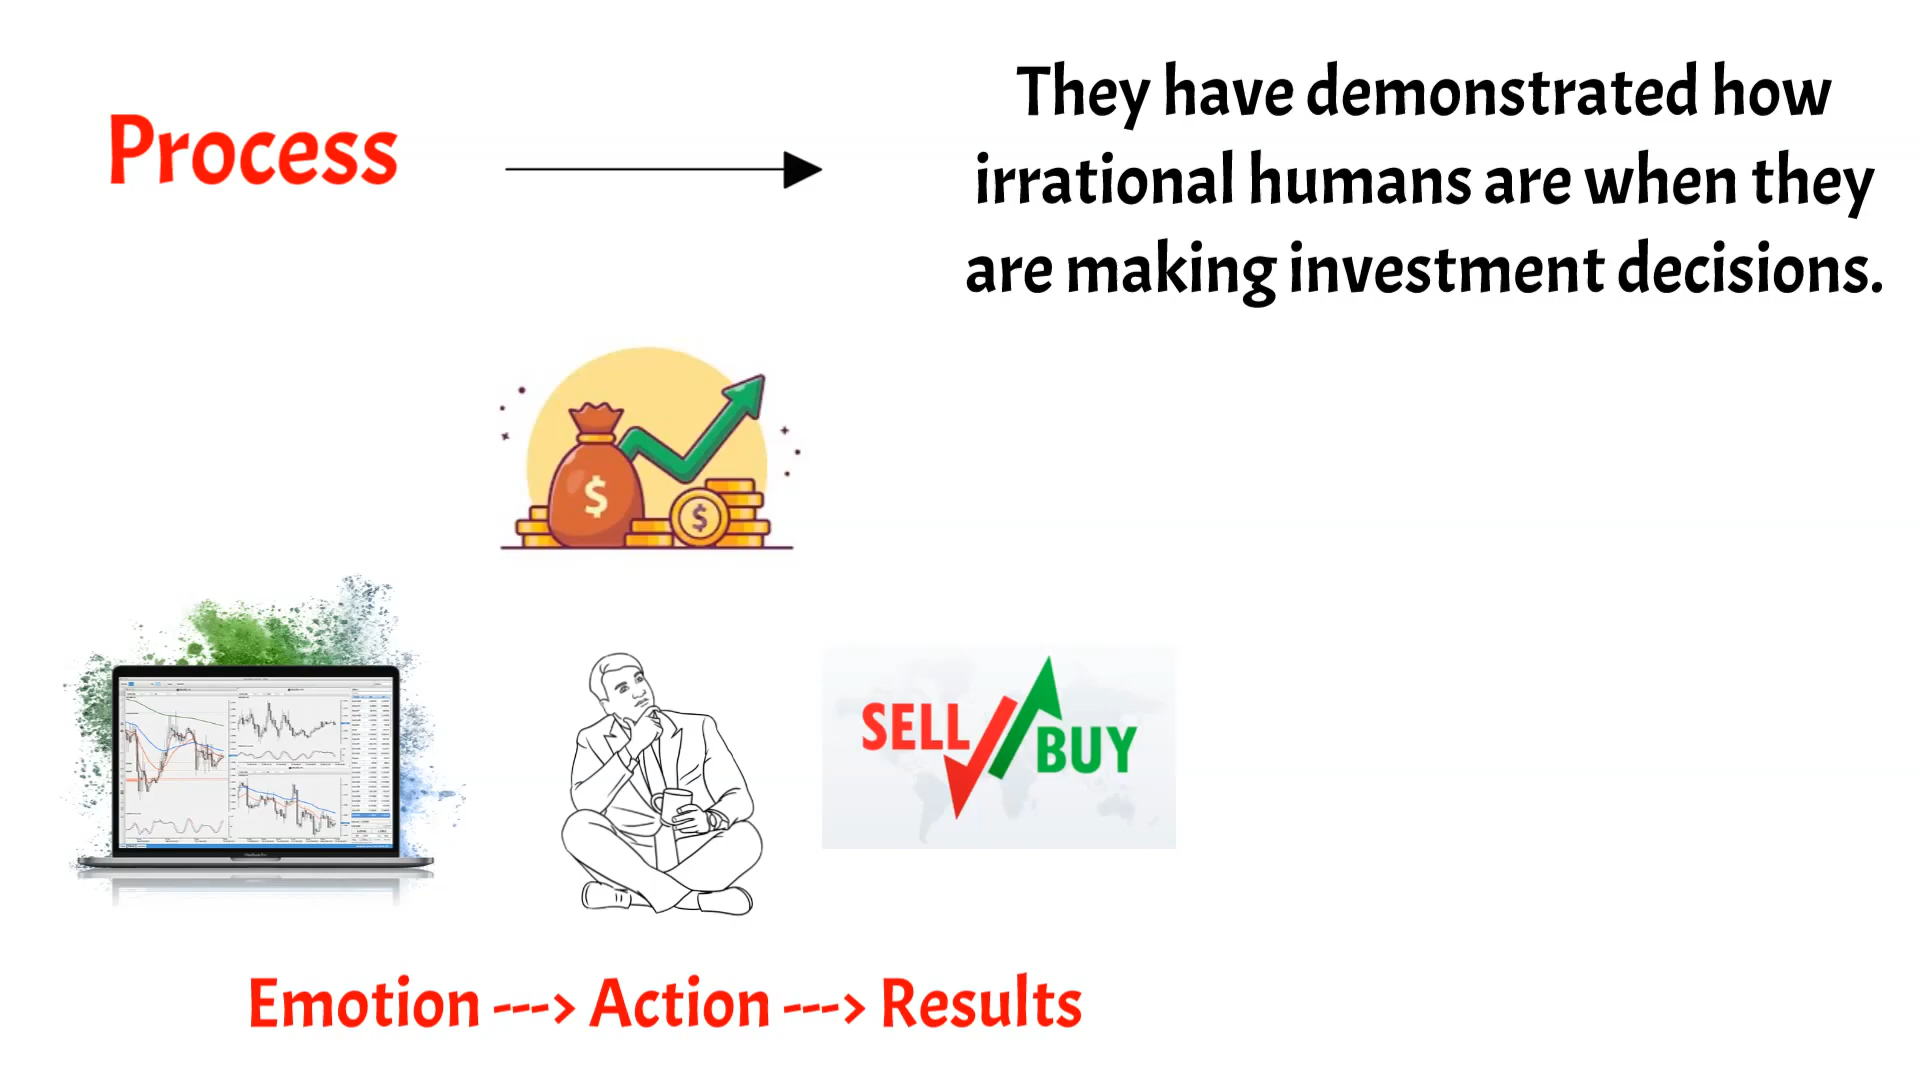 Process
They have demonstrated how
irrational humans are when they
are making investment decisions.
$
$
SELL
BUY
Emotion ---> Action ---> Results